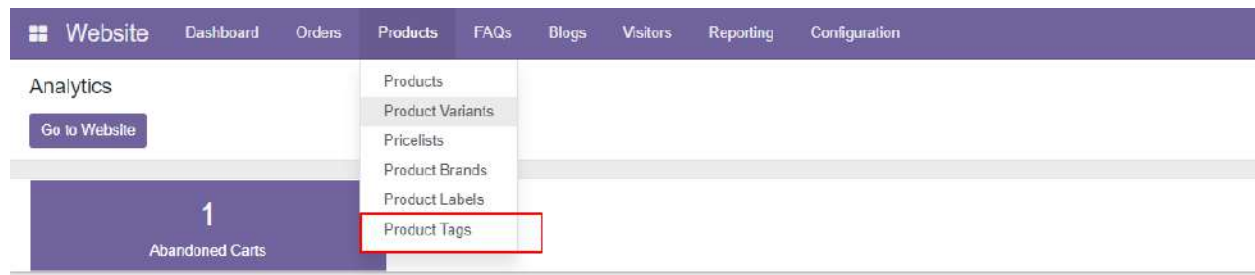 Website Dashboard Orders Products FAQs Blogs Visitors Reporting Configuration
Analytics
Go to Website
Products
Product Variants
Pricelists
Product Brands
Product Labels
Product Tags
1
Abandoned Carts